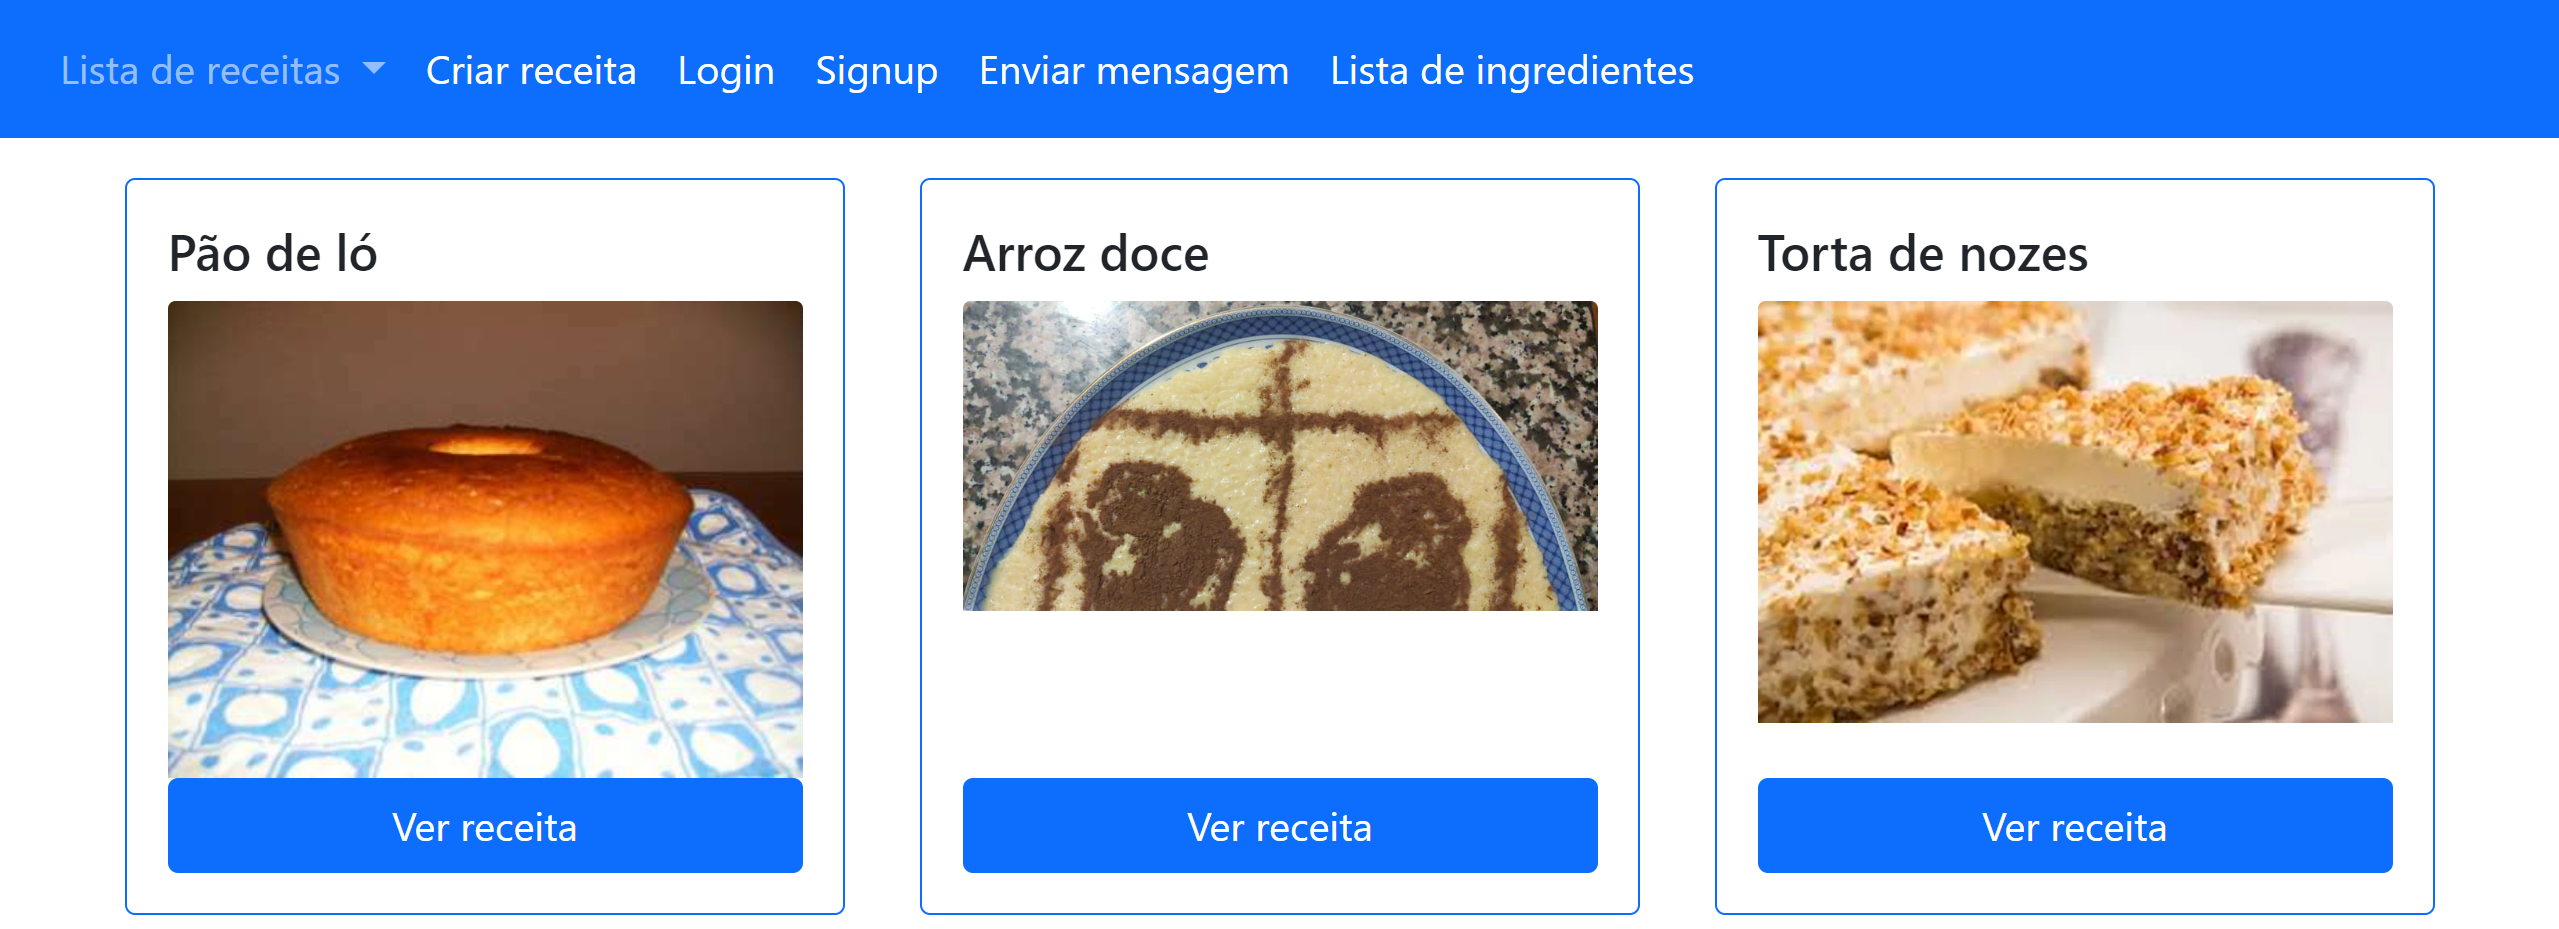 Lista de receitas Criar receita Login Signup Enviar mensagem Lista de ingredientes
Pão de ló
Ver receita
Arroz doce
Ver receita
Torta de nozes
Ver receita